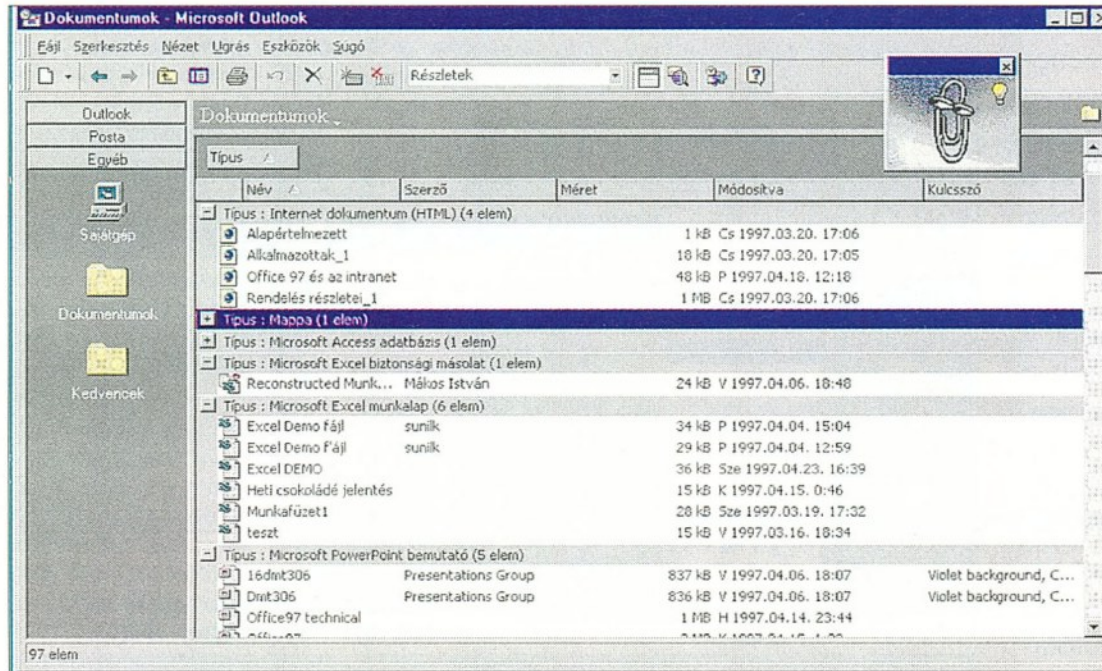 Dokumentumok - Microsoft Outlook
Fájl Szerkesztés Nézet Ugrás Eszközök Súgó
Részletek
Outlook
Posta
Egyéb
Sajátgép
Dokumentumok
Kedvencek
Dokumentumok
Típus
Név Szerző Méret Módosítva Kulcsszó
Típus : Internet dokumentum (HTML) (4 elem)
Alapértelmezett 1 kB Cs 1997.03.20. 17:06
Alkalmazottak_1 18 kB Cs 1997.03.20. 17:05
Office 97 és az intranet 48 kB P 1997.04.18. 12:18
Rendelés részletei_1 1 MB Cs 1997.03.20. 17:06
Típus : Mappa (1 elem)
Típus : Microsoft Access adatbázis (1 elem)
Típus : Microsoft Excel biztonsági másolat (1 elem)
Reconstructed Munk... Mákos István 24 kB V 1997.04.06. 18:48
Típus : Microsoft Excel munkalap (6 elem)
Excel Demo fájl sunilk 34 kB P 1997.04.04. 15:04
Excel Demo f'ájl sunilk 29 kB P 1997.04.04. 12:59
Excel DEMO 36 kB Sze 1997.04.23. 16:39
Heti csokoládé jelentés 15 kB K 1997.04.15. 0:46
Munkafüzet1 28 kB Sze 1997.03.19. 17:32
teszt 15 kB V 1997.03.16. 18:34
Típus : Microsoft PowerPoint bemutató (5 elem)
16dmt306 Presentations Group 837 kB V 1997.04.06. 18:07 Violet background, C...
Dmt306 Presentations Group 836 kB V 1997.04.06. 18:07 Violet background, C...
Office97 technical 1 MB H 1997.04.14. 23:44
97 elem